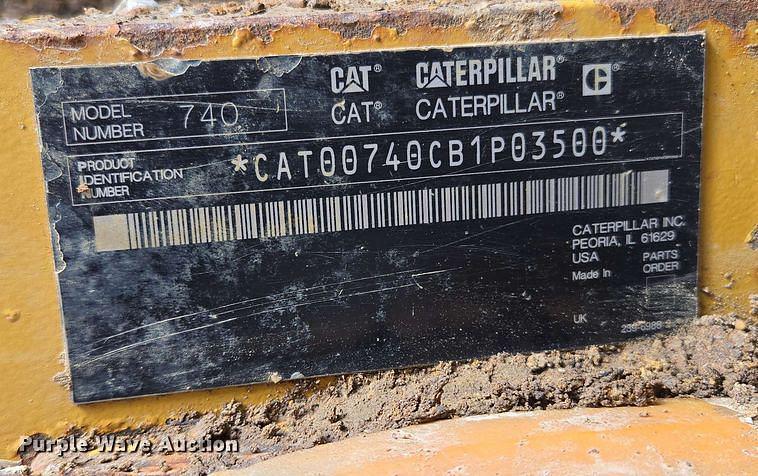 CAT® CATERPILLAR® C®
CAT® CATERPILLAR®
MODEL NUMBER 740
PRODUCT IDENTIFICATION NUMBER *CAT00740CB1P03500*
CATERPILLAR INC.
PEORIA, IL 61629
USA
PARTS ORDER
Made In
UK
Purple Wave Auction